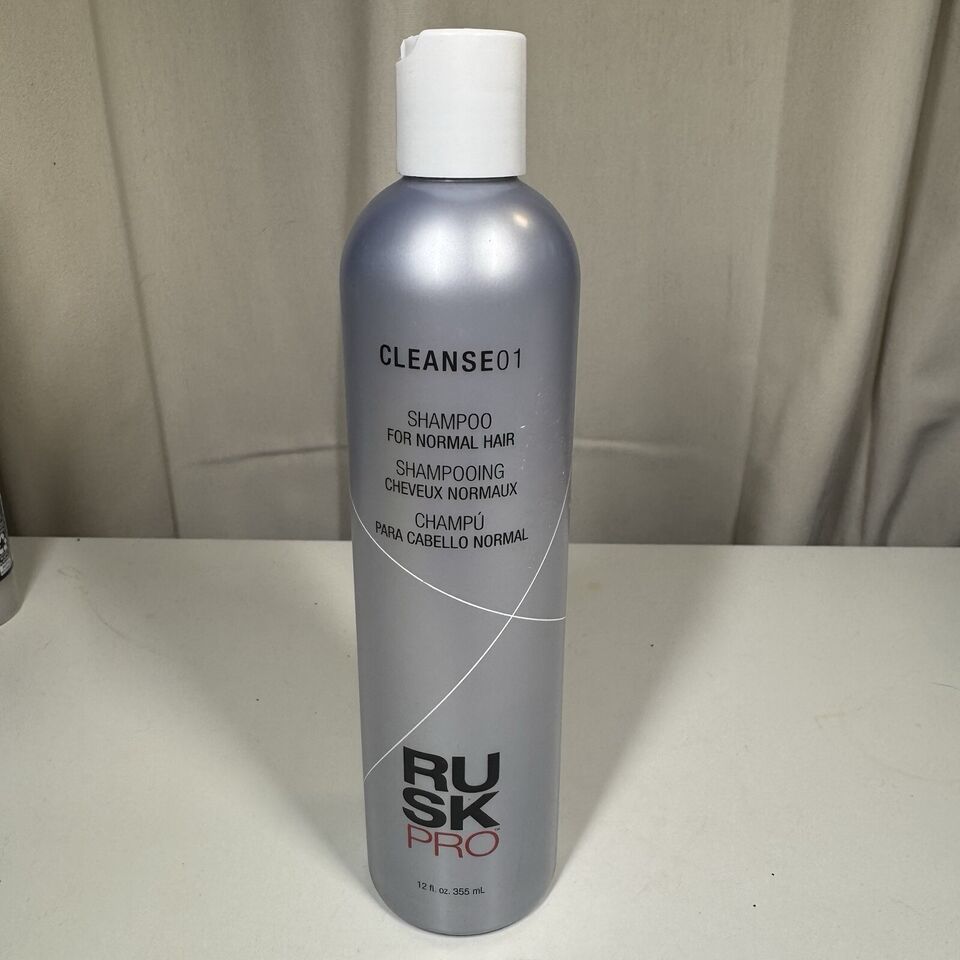 CLEANSE01
SHAMPOO
FOR NORMAL HAIR
SHAMPOOING
CHEVEUX NORMAUX
CHAMPÚ
PARA CABELLO NORMAL
RU
SK
PRO™
12 fl. oz. 355 mL